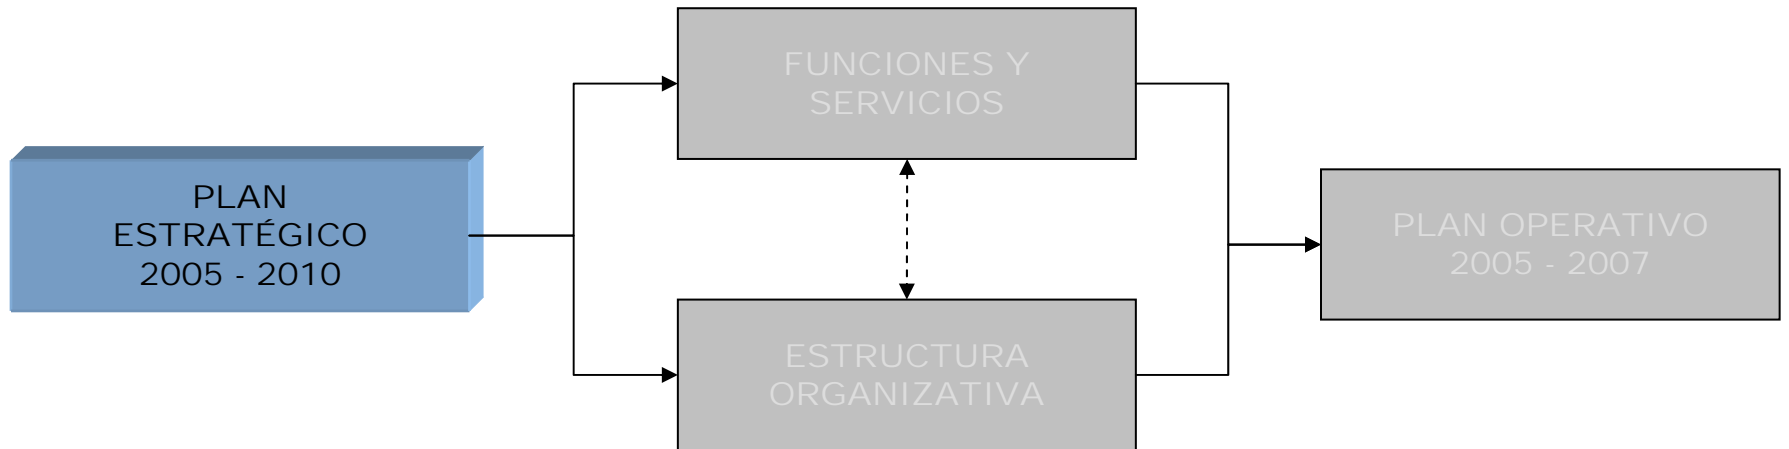 PLAN
ESTRATÉGICO
2005 - 2010
FUNCIONES Y
SERVICIOS
ESTRUCTURA
ORGANIZATIVA
PLAN OPERATIVO
2005 - 2007